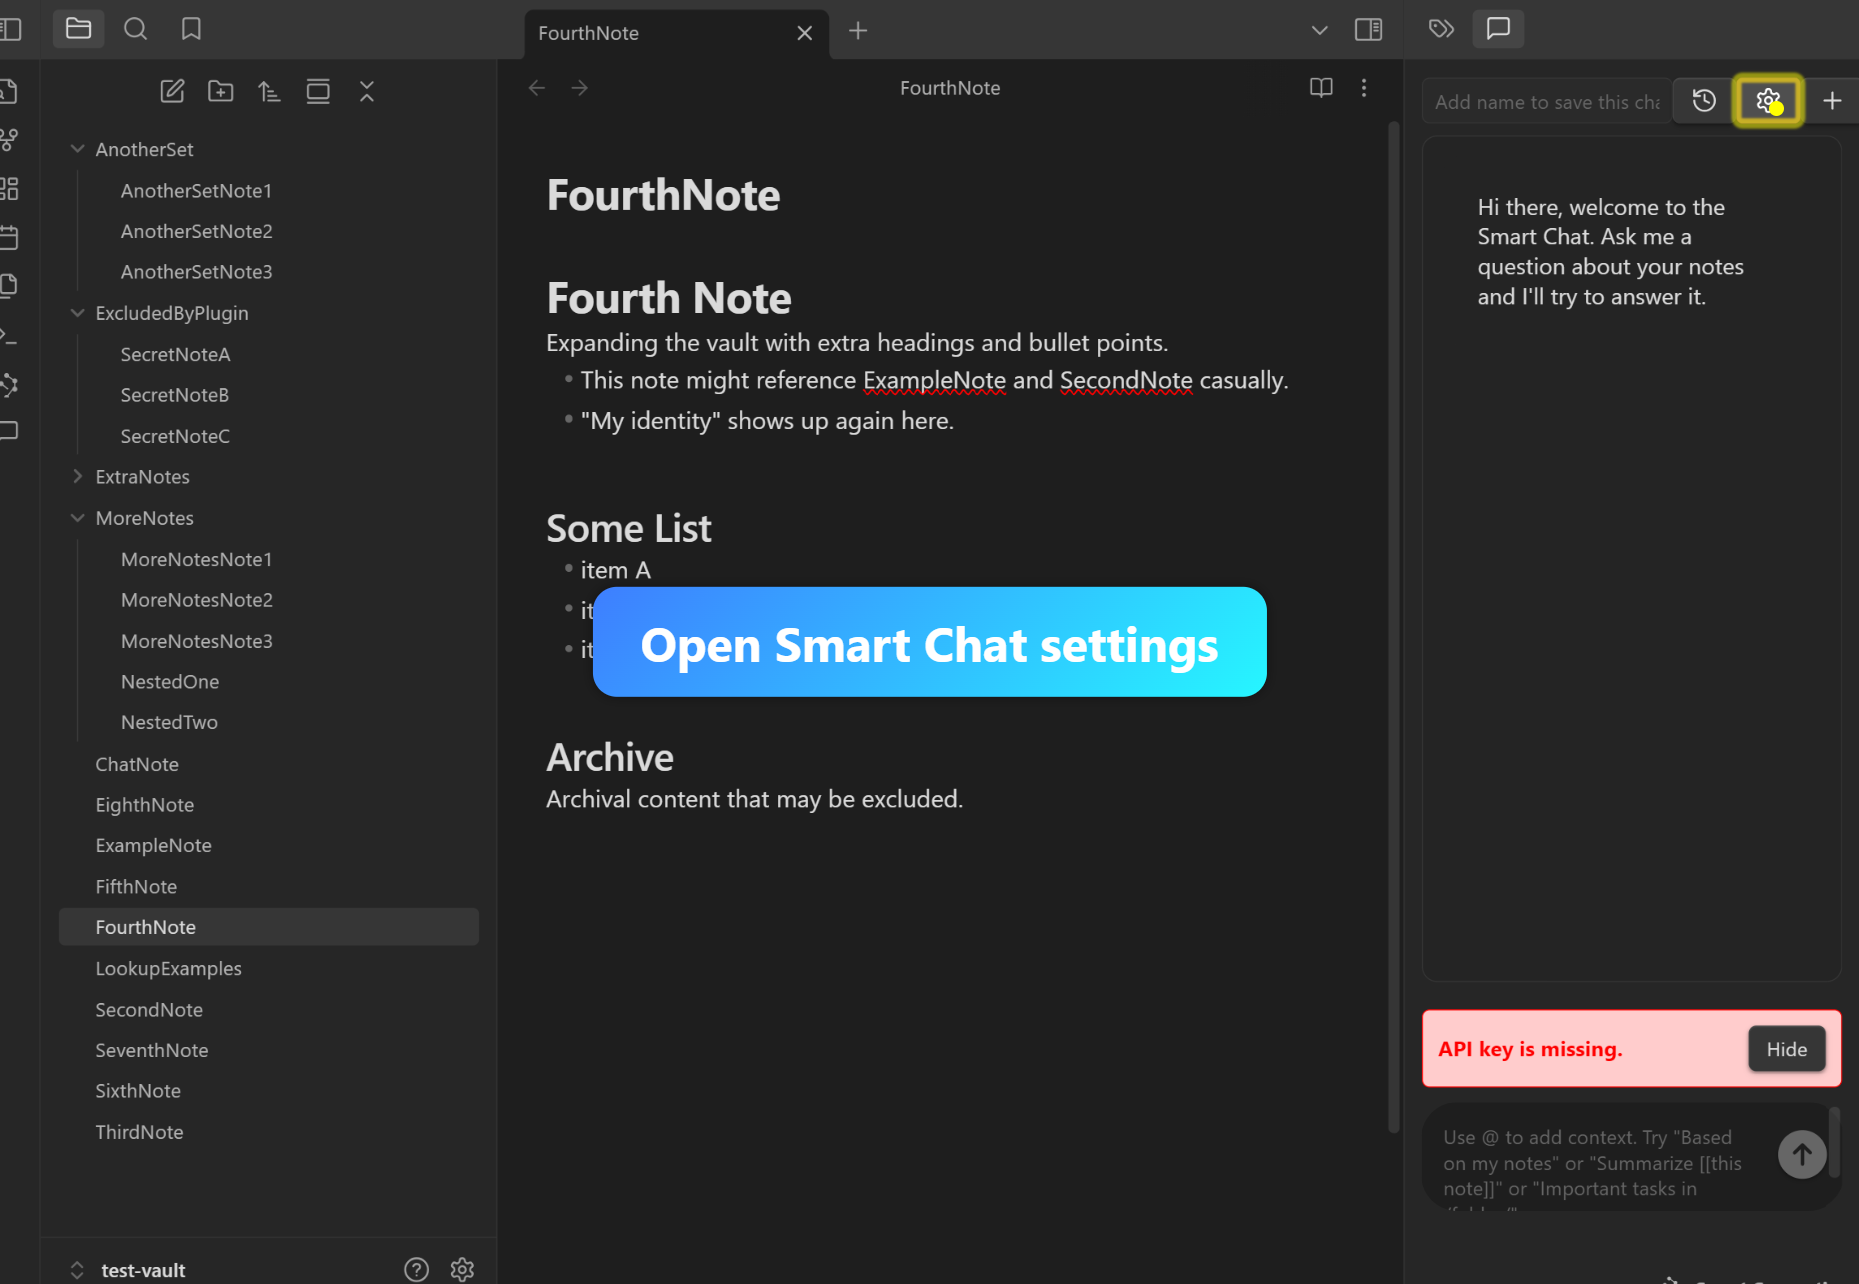 FourthNote
AnotherSet
AnotherSetNote1
AnotherSetNote2
AnotherSetNote3
ExcludedByPlugin
SecretNoteA
SecretNoteB
SecretNoteC
ExtraNotes
MoreNotes
MoreNotesNote1
MoreNotesNote2
MoreNotesNote3
NestedOne
NestedTwo
ChatNote
EighthNote
ExampleNote
FifthNote
FourthNote
LookupExamples
SecondNote
SeventhNote
SixthNote
ThirdNote
test-vault
FourthNote
FourthNote
Fourth Note
Expanding the vault with extra headings and bullet points.
This note might reference ExampleNote and SecondNote casually.
"My identity" shows up again here.
Some List
item A
Open Smart Chat settings
Archive
Archival content that may be excluded.
Add name to save this cha
Hi there, welcome to the
Smart Chat. Ask me a
question about your notes
and I'll try to answer it.
API key is missing.
Hide
Use @ to add context. Try "Based
on my notes" or "Summarize [[this
note]]" or "Important tasks in